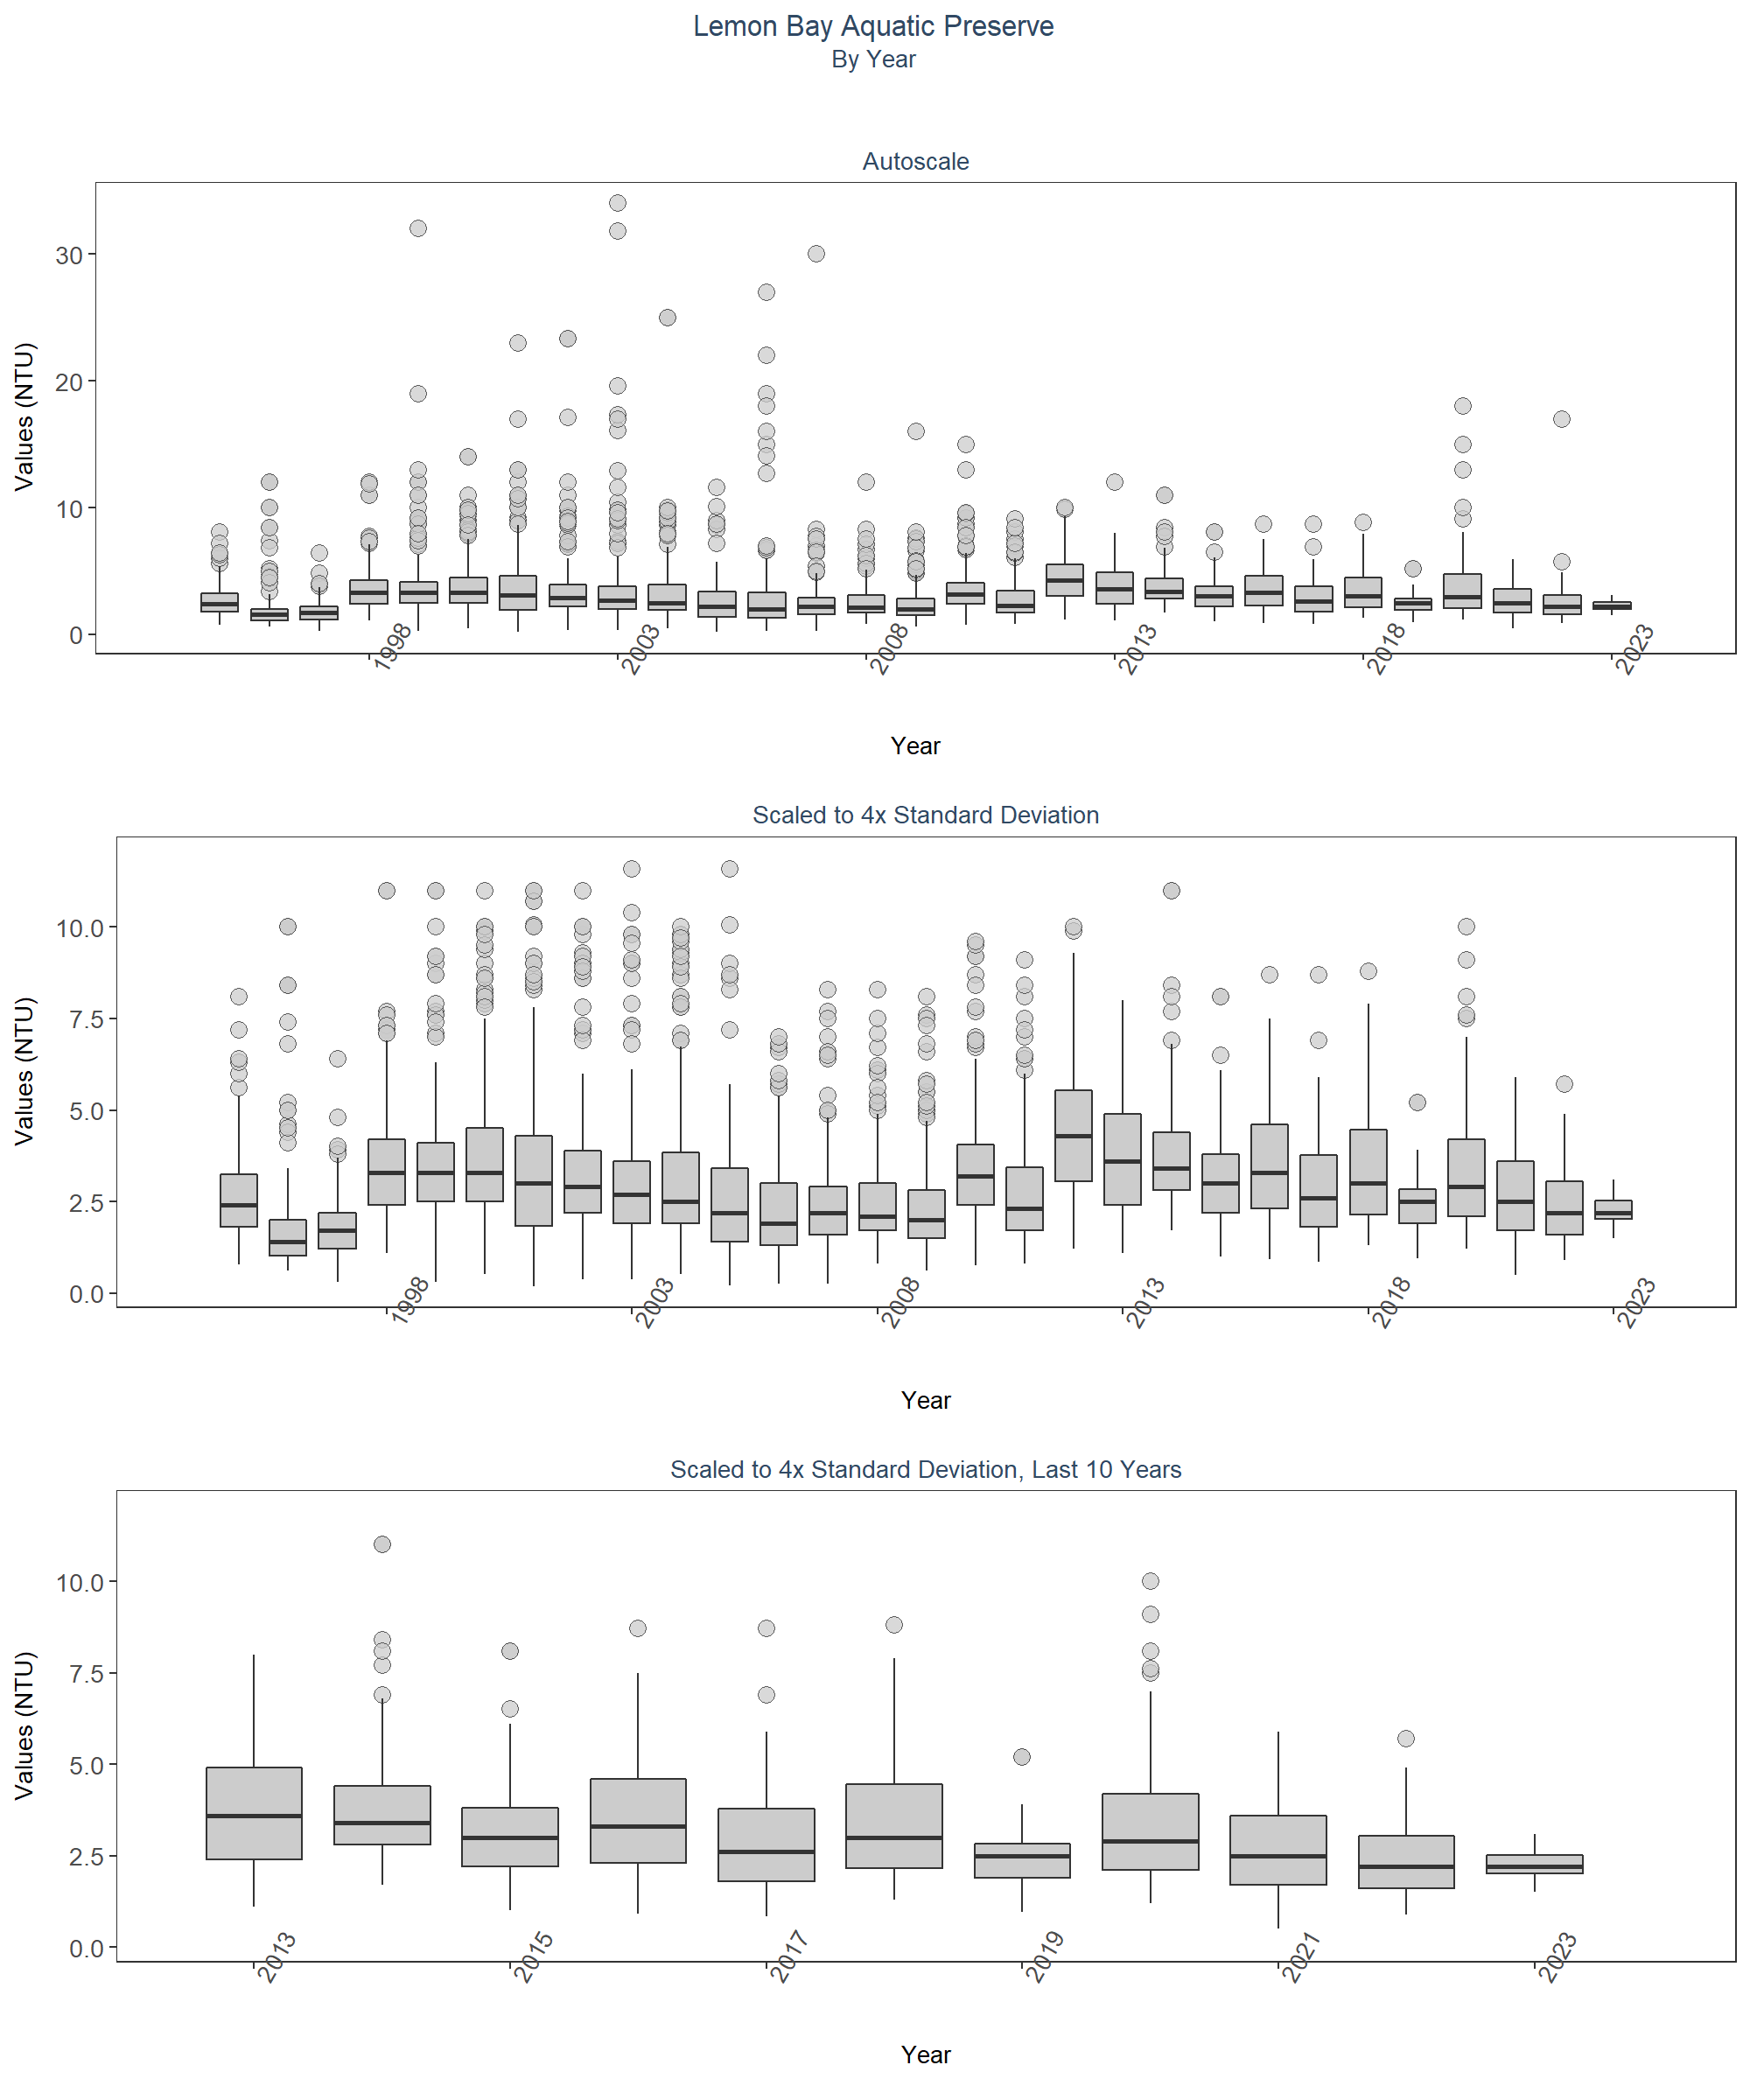 Lemon Bay Aquatic Preserve
By Year
Autoscale
Values (NTU)
30
20
10
0
1998
2003
2008
2013
2018
2023
Year
Scaled to 4x Standard Deviation
Values (NTU)
10.0
7.5
5.0
2.5
0.0
1998
2003
2008
2013
2018
2023
Year
Scaled to 4x Standard Deviation, Last 10 Years
Values (NTU)
10.0
7.5
5.0
2.5
0.0
2013
2015
2017
2019
2021
2023
Year